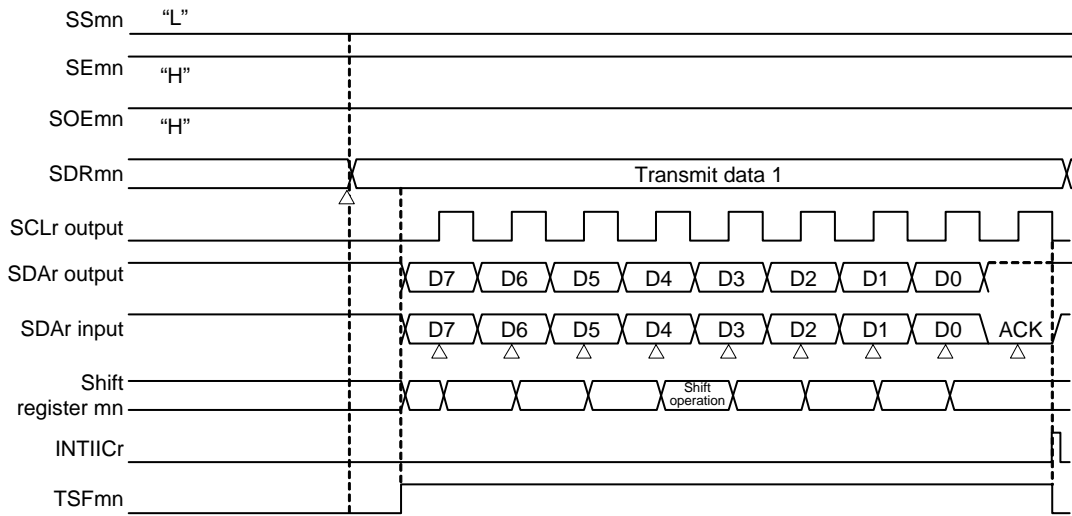 SSmn “L”
SEmn “H”
SOEmn “H”
SDRmn Transmit data 1
SCLr output
SDAr output D7 D6 D5 D4 D3 D2 D1 D0
SDAr input D7 D6 D5 D4 D3 D2 D1 D0 ACK
Shift
register mn
Shift
operation
INTIICr
TSFmn